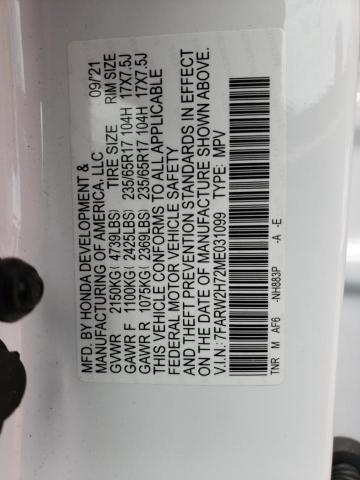 MFD. BY HONDA DEVELOPMENT &
MANUFACTURING OF AMERICA, LLC 09/21
GVWR 2150KG( 4739LBS) TIRE SIZE RIM SIZE
GAWR F 1100KG( 2425LBS) 235/65R17 104H 17X7.5J
GAWR R 1075KG( 2369LBS) 235/65R17 104H 17X7.5J
THIS VEHICLE CONFORMS TO ALL APPLICABLE
FEDERAL MOTOR VEHICLE SAFETY
AND THEFT PREVENTION STANDARDS IN EFFECT
ON THE DATE OF MANUFACTURE SHOWN ABOVE.
V.I.N.: 7FARW2H72ME031099 TYPE: MPV
TNR M AF6 -NH883P -A -E